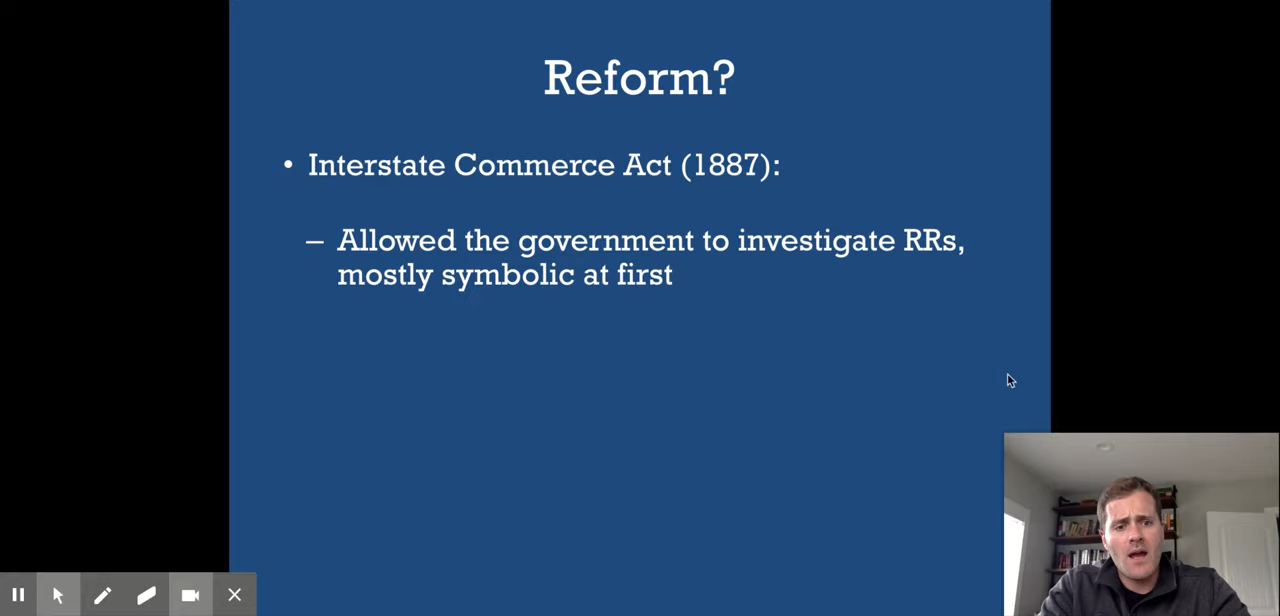 Reform?
• Interstate Commerce Act (1887):
– Allowed the government to investigate RRs,
mostly symbolic at first